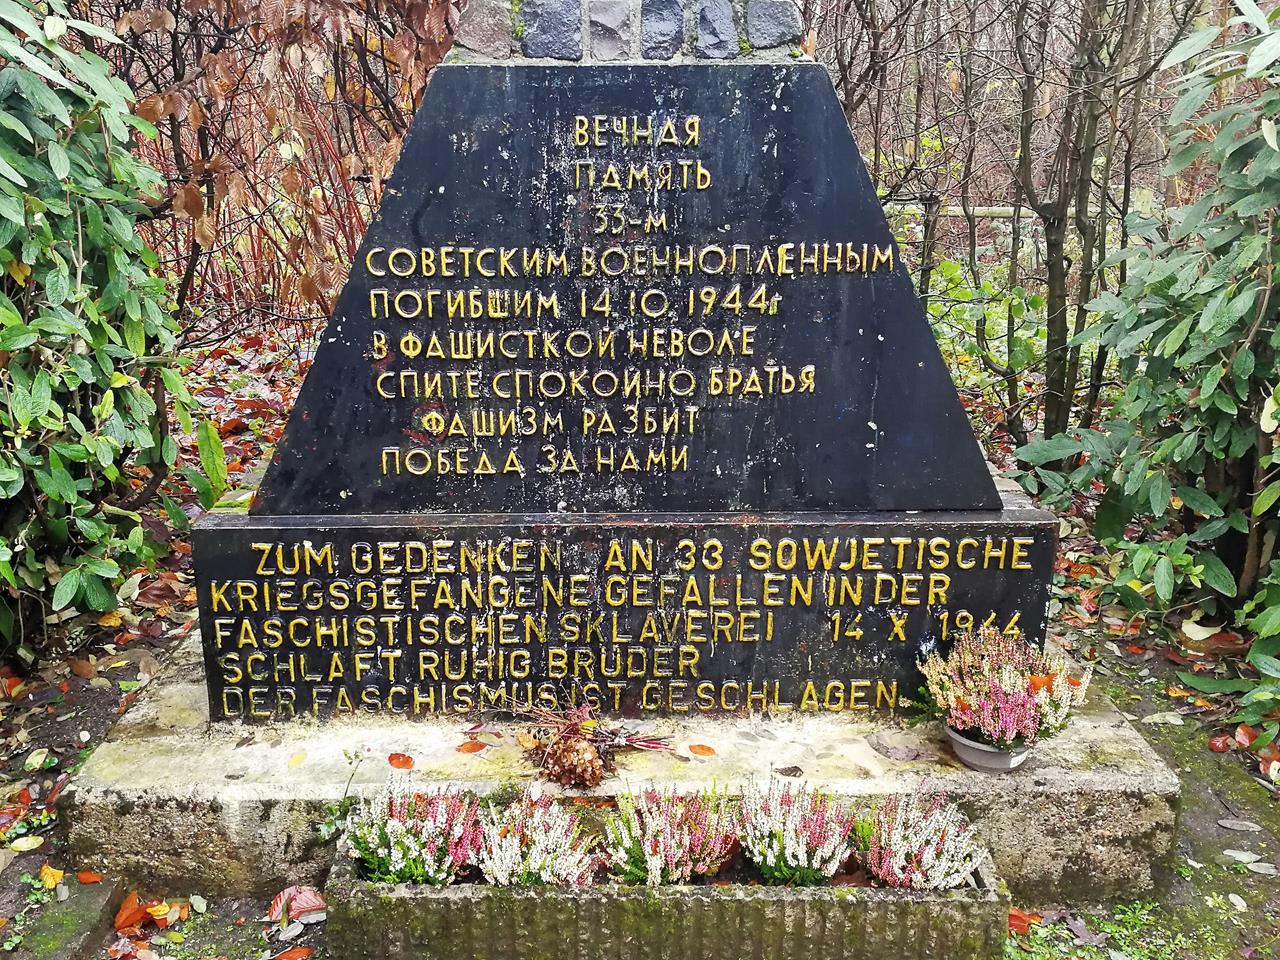 ВЕЧНАЯ
ПАМЯТЬ
33-М
СОВЕТСКИМ ВОЕННОПЛЕННЫМ
ПОГИБШИМ 14.10.1944г
В ФАШИСТКОЙ НЕВОЛЕ
СПИТЕ СПОКОЙНО БРАТЬЯ
ФАШИЗМ РАЗБИТ
ПОБЕДА ЗА НАМИ
ZUM GEDENKEN AN 33 SOWJETISCHE
KRIEGSGEFANGENE GEFALLEN IN DER
FASCHISTISCHEN SKLAVEREI 14 X 1944
SCHLAFT RUHIG BRÜDER
DER FASCHISMUS IST GESCHLAGEN